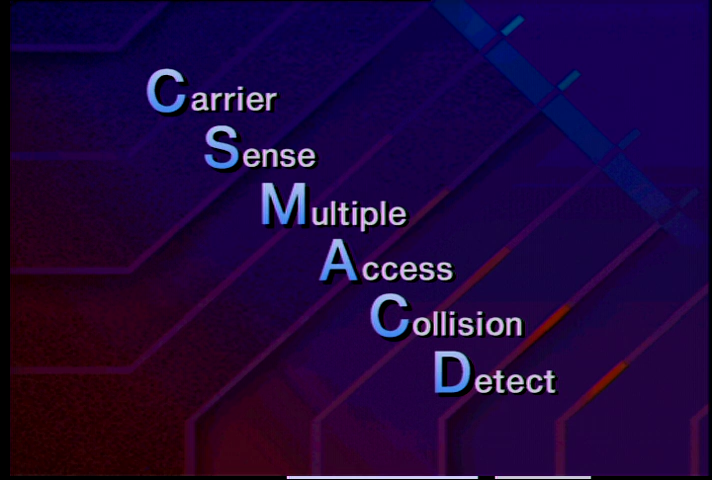 Carrier
Sense
Multiple
Access
Collision
Detect